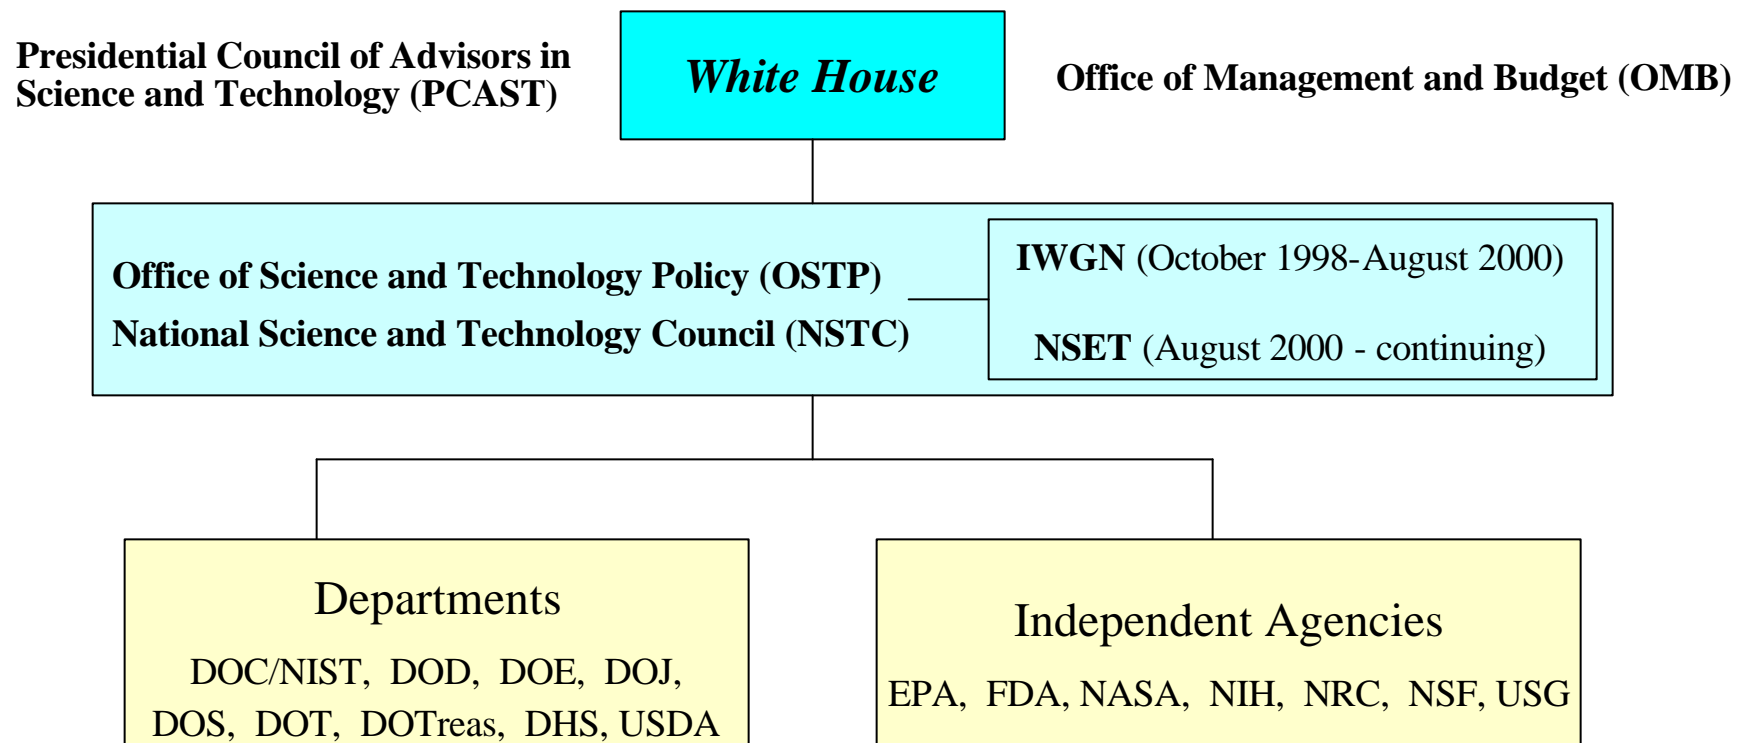 Presidential Council of Advisors in
Science and Technology (PCAST)
White House
Office of Management and Budget (OMB)
Office of Science and Technology Policy (OSTP)
National Science and Technology Council (NSTC)
IWGN (October 1998-August 2000)
NSET (August 2000 - continuing)
Departments
DOC/NIST, DOD, DOE, DOJ,
DOS, DOT, DOTreas, DHS, USDA
Independent Agencies
EPA, FDA, NASA, NIH, NRC, NSF, USG